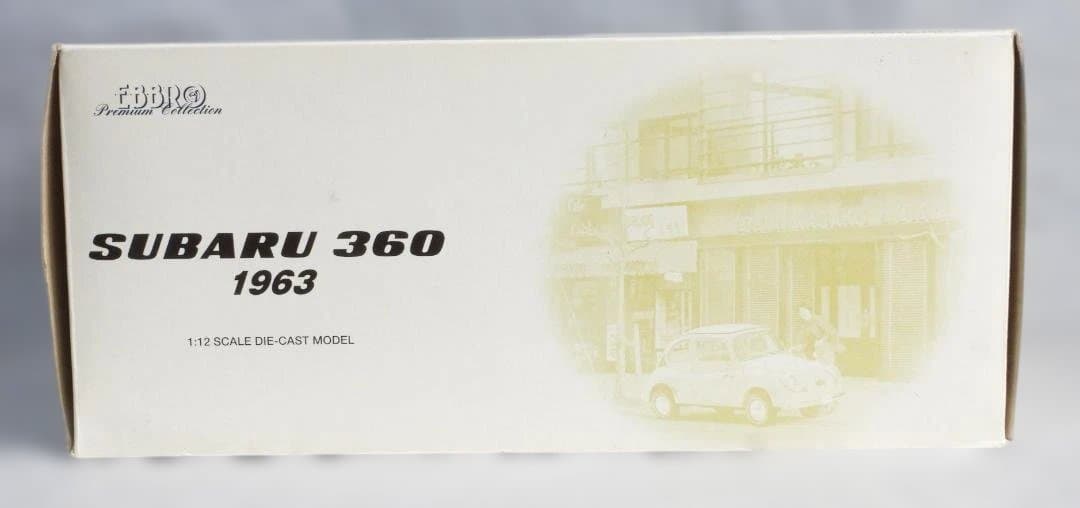 EBBRO
Premium Collection
SUBARU 360
1963
1:12 SCALE DIE-CAST MODEL